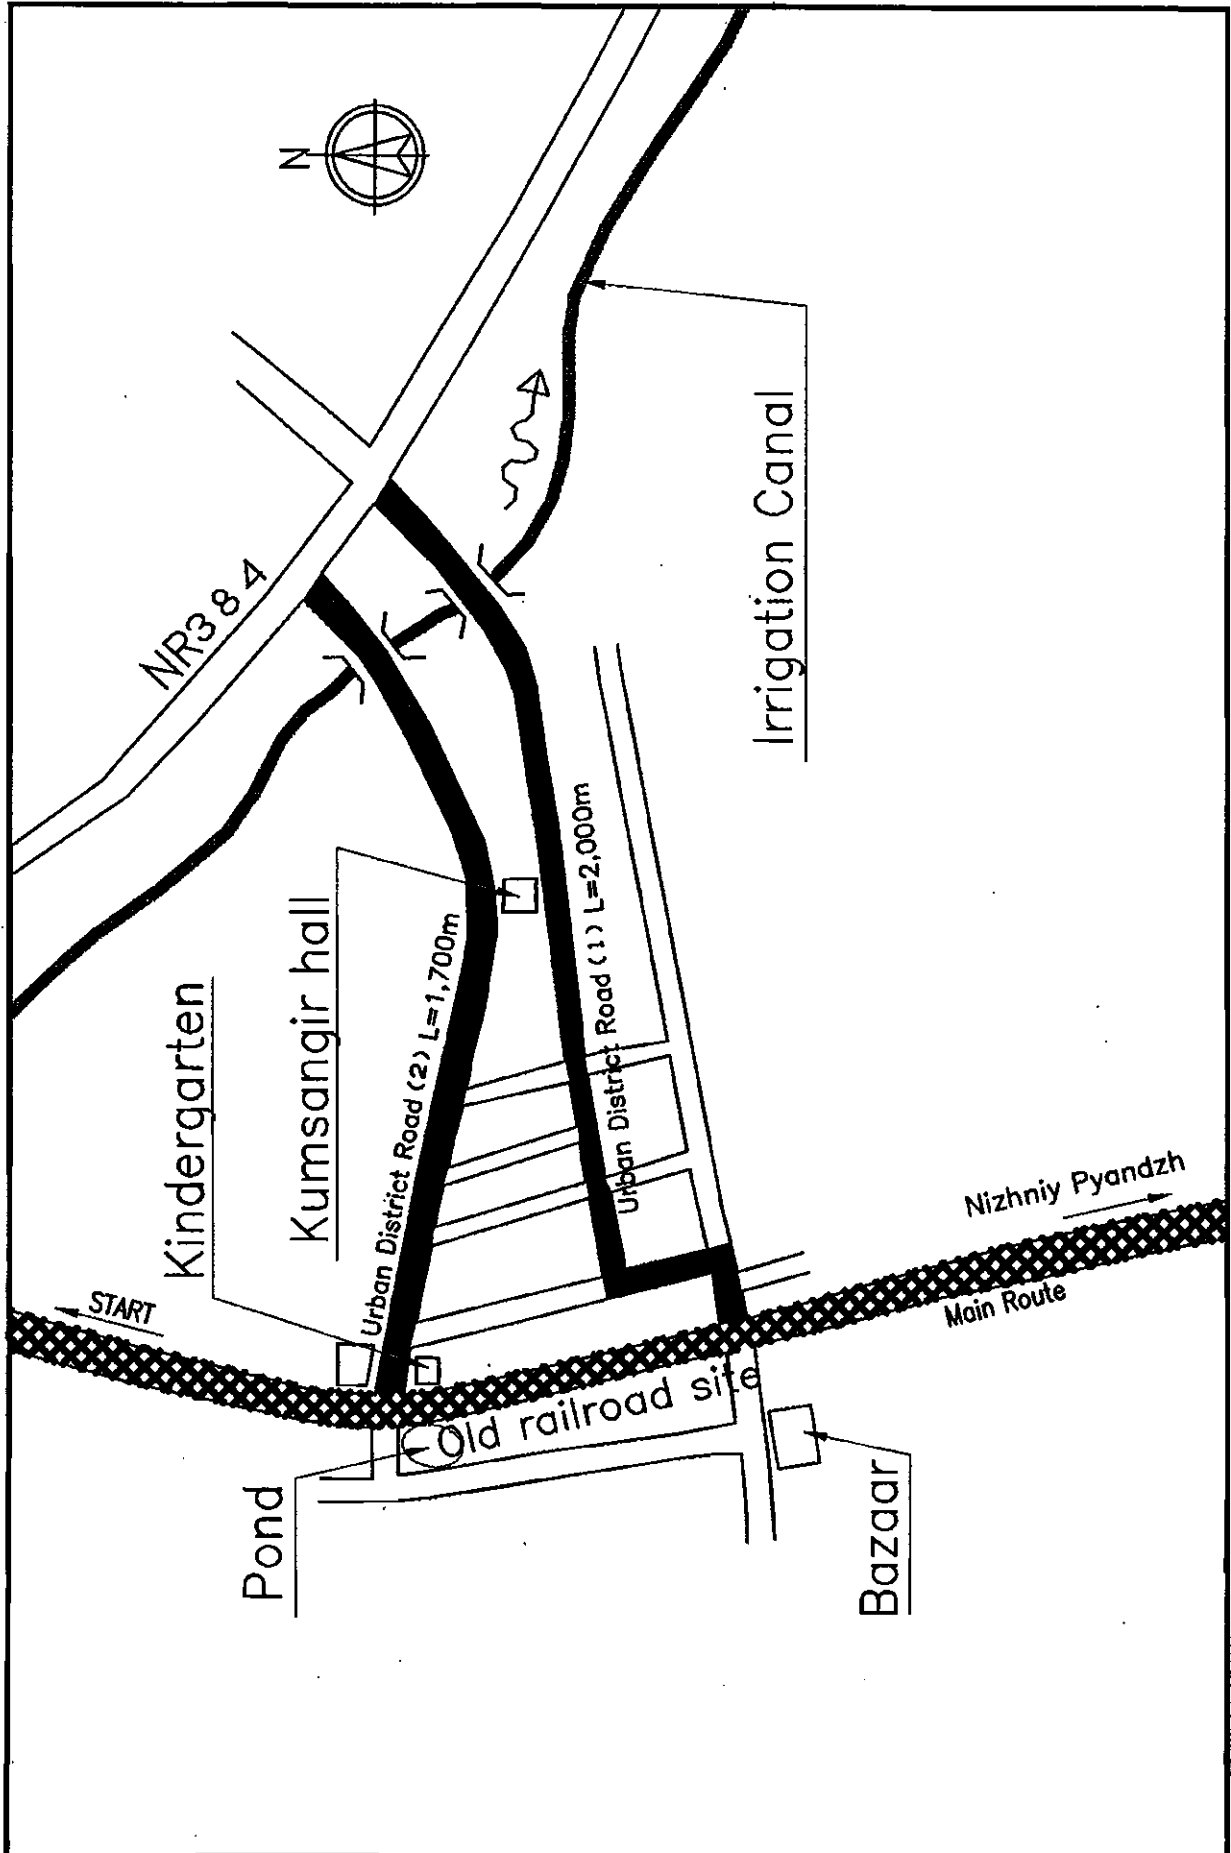 N
NR384
Kindergarten
Kumsangir hall
Urban District Road (2) L=1,700m
Urban District Road (1) L=2,000m
Irrigation Canal
START
Nizhniy Pyandzh
Main Route
Old railroad site
Pond
Bazaar